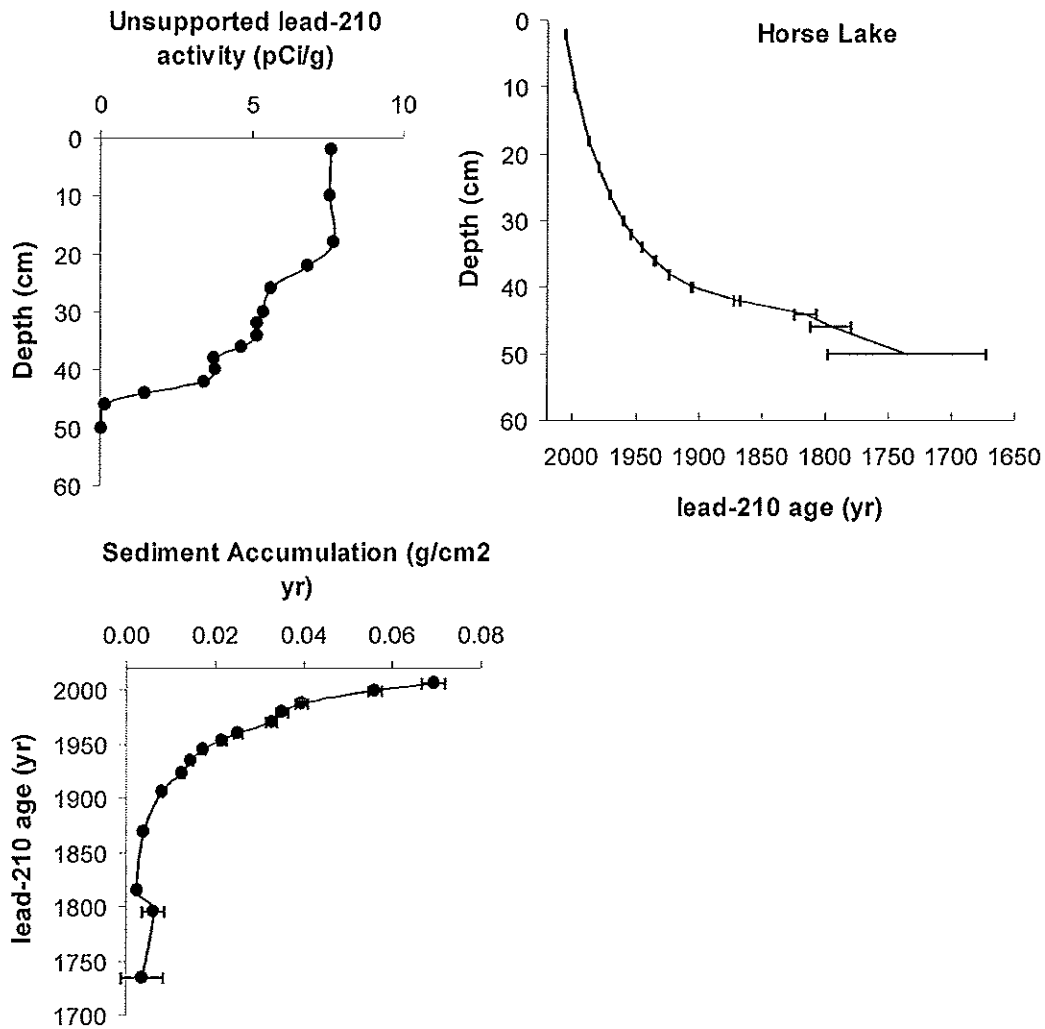 Unsupported lead-210
activity (pCi/g)
0 5 10
0
10
20
30
40
50
60
Depth (cm)
Horse Lake
0
10
20
30
40
50
60
Depth (cm)
2000 1950 1900 1850 1800 1750 1700 1650
lead-210 age (yr)
Sediment Accumulation (g/cm2
yr)
0.00 0.02 0.04 0.06 0.08
2000
1950
1900
1850
1800
1750
1700
lead-210 age (yr)